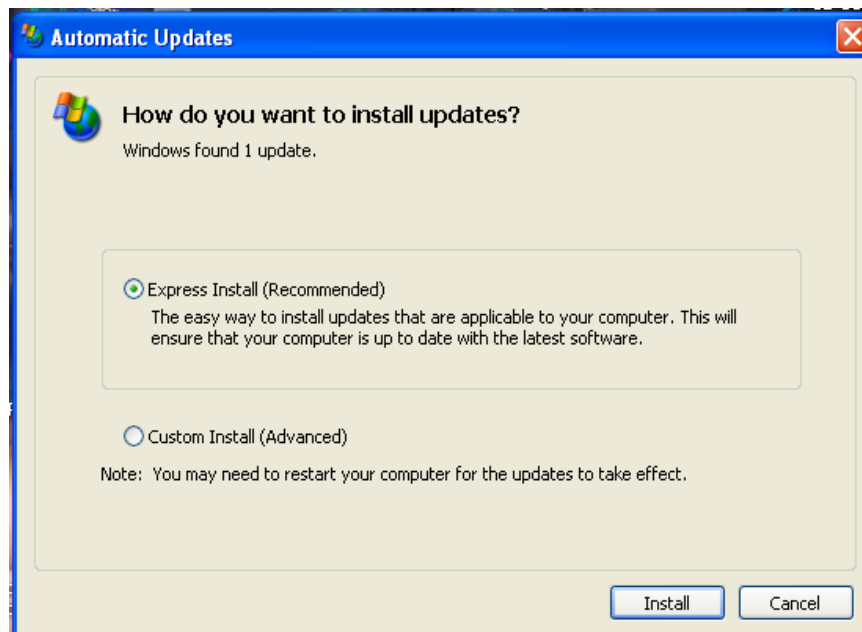 Automatic Updates
How do you want to install updates?
Windows found 1 update.
Express Install (Recommended)
The easy way to install updates that are applicable to your computer. This will
ensure that your computer is up to date with the latest software.
Custom Install (Advanced)
Note: You may need to restart your computer for the updates to take effect.
Install
Cancel